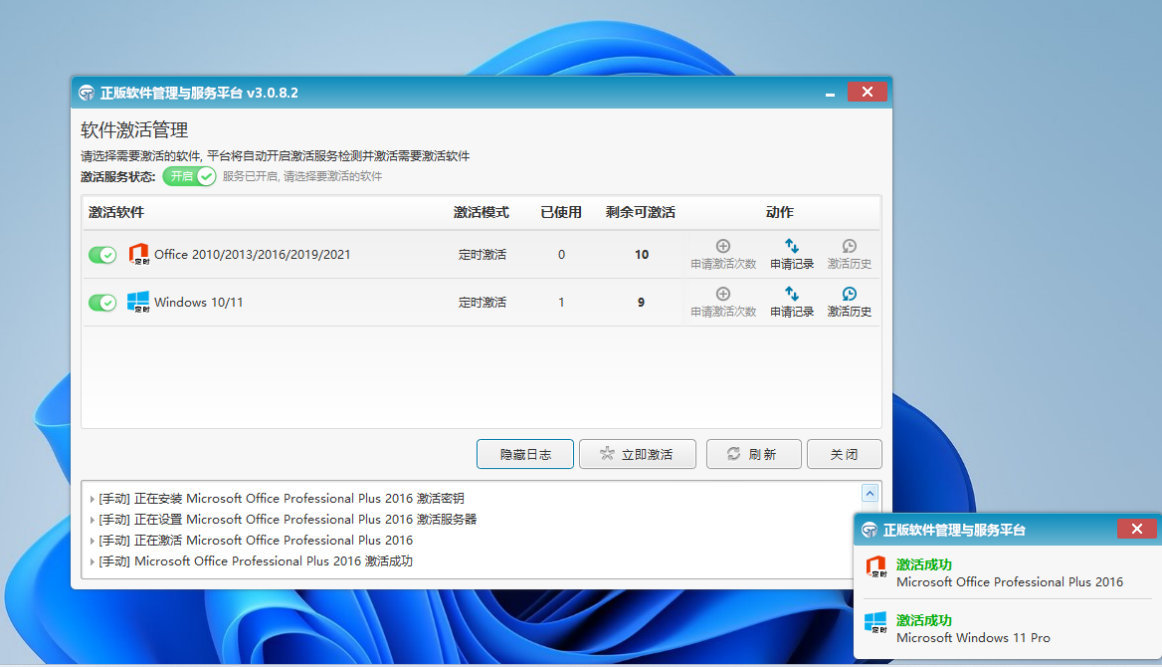 正版软件管理与服务平台 v3.0.8.2
软件激活管理
请选择需要激活的软件, 平台将自动开启激活服务检测并激活需要激活软件
激活服务状态: 开启 服务已开启, 请选择要激活的软件
激活软件 激活模式 已使用 剩余可激活 动作
定时 Office 2010/2013/2016/2019/2021 定时激活 0 10 申请激活次数 申请记录 激活历史
定时 Windows 10/11 定时激活 1 9 申请激活次数 申请记录 激活历史
隐藏日志 立即激活 刷新 关闭
[手动] 正在安装 Microsoft Office Professional Plus 2016 激活密钥
[手动] 正在设置 Microsoft Office Professional Plus 2016 激活服务器
[手动] 正在激活 Microsoft Office Professional Plus 2016
[手动] Microsoft Office Professional Plus 2016 激活成功
正版软件管理与服务平台
激活成功
定时 Microsoft Office Professional Plus 2016
激活成功
定时 Microsoft Windows 11 Pro